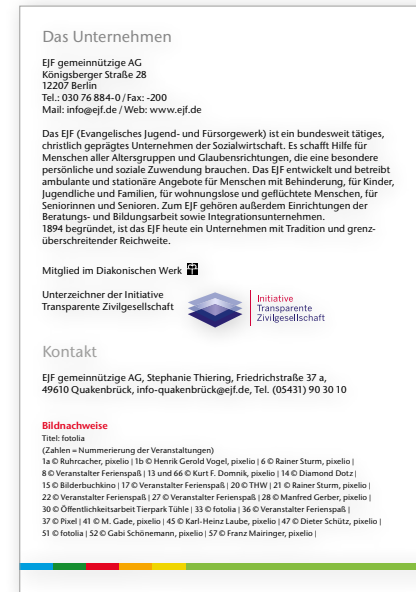 Das Unternehmen
EJF gemeinnützige AG
Königsberger Straße 28
12207 Berlin
Tel.: 030 76 884-0 / Fax: -200
Mail: info@ejf.de / Web: www.ejf.de
Das EJF (Evangelisches Jugend- und Fürsorgewerk) ist ein bundesweit tätiges,
christlich geprägtes Unternehmen der Sozialwirtschaft. Es schafft Hilfe für
Menschen aller Altersgruppen und Glaubensrichtungen, die eine besondere
persönliche und soziale Zuwendung brauchen. Das EJF entwickelt und betreibt
ambulante und stationäre Angebote für Menschen mit Behinderung, für Kinder,
Jugendliche und Familien, für wohnungslose und geflüchtete Menschen, für
Seniorinnen und Senioren. Zum EJF gehören außerdem Einrichtungen der
Beratungs- und Bildungsarbeit sowie Integrationsunternehmen.
1894 begründet, ist das EJF heute ein Unternehmen mit Tradition und grenz-
überschreitender Reichweite.
Mitglied im Diakonischen Werk
Unterzeichner der Initiative
Transparente Zivilgesellschaft
Initiative
Transparente
Zivilgesellschaft
Kontakt
EJF gemeinnützige AG, Stephanie Thiering, Friedrichstraße 37 a,
49610 Quakenbrück, info-quakenbrück@ejf.de, Tel. (05431) 90 30 10
Bildnachweise
Titel: fotolia
(Zahlen = Nummerierung der Veranstaltungen)
1a © Ruhrcacher, pixelio | 1b © Henrik Gerold Vogel, pixelio | 6 © Rainer Sturm, pixelio |
8 © Veranstalter Ferienspaß | 13 und 66 © Kurt F. Domnik, pixelio | 14 © Diamond Dotz |
15 © Bilderbuchkino | 17 © Veranstalter Ferienspaß | 20 © THW | 21 © Rainer Sturm, pixelio |
22 © Veranstalter Ferienspaß | 27 © Veranstalter Ferienspaß | 28 © Manfred Gerber, pixelio |
30 © Öffentlichkeitsarbeit Tierpark Thüle | 33 © fotolia | 36 © Veranstalter Ferienspaß |
37 © Pixel | 41 © M. Gade, pixelio | 45 © Karl-Heinz Laube, pixelio | 47 © Dieter Schütz, pixelio |
51 © fotolia | 52 © Gabi Schönemann, pixelio | 57 © Franz Mairinger, pixelio |